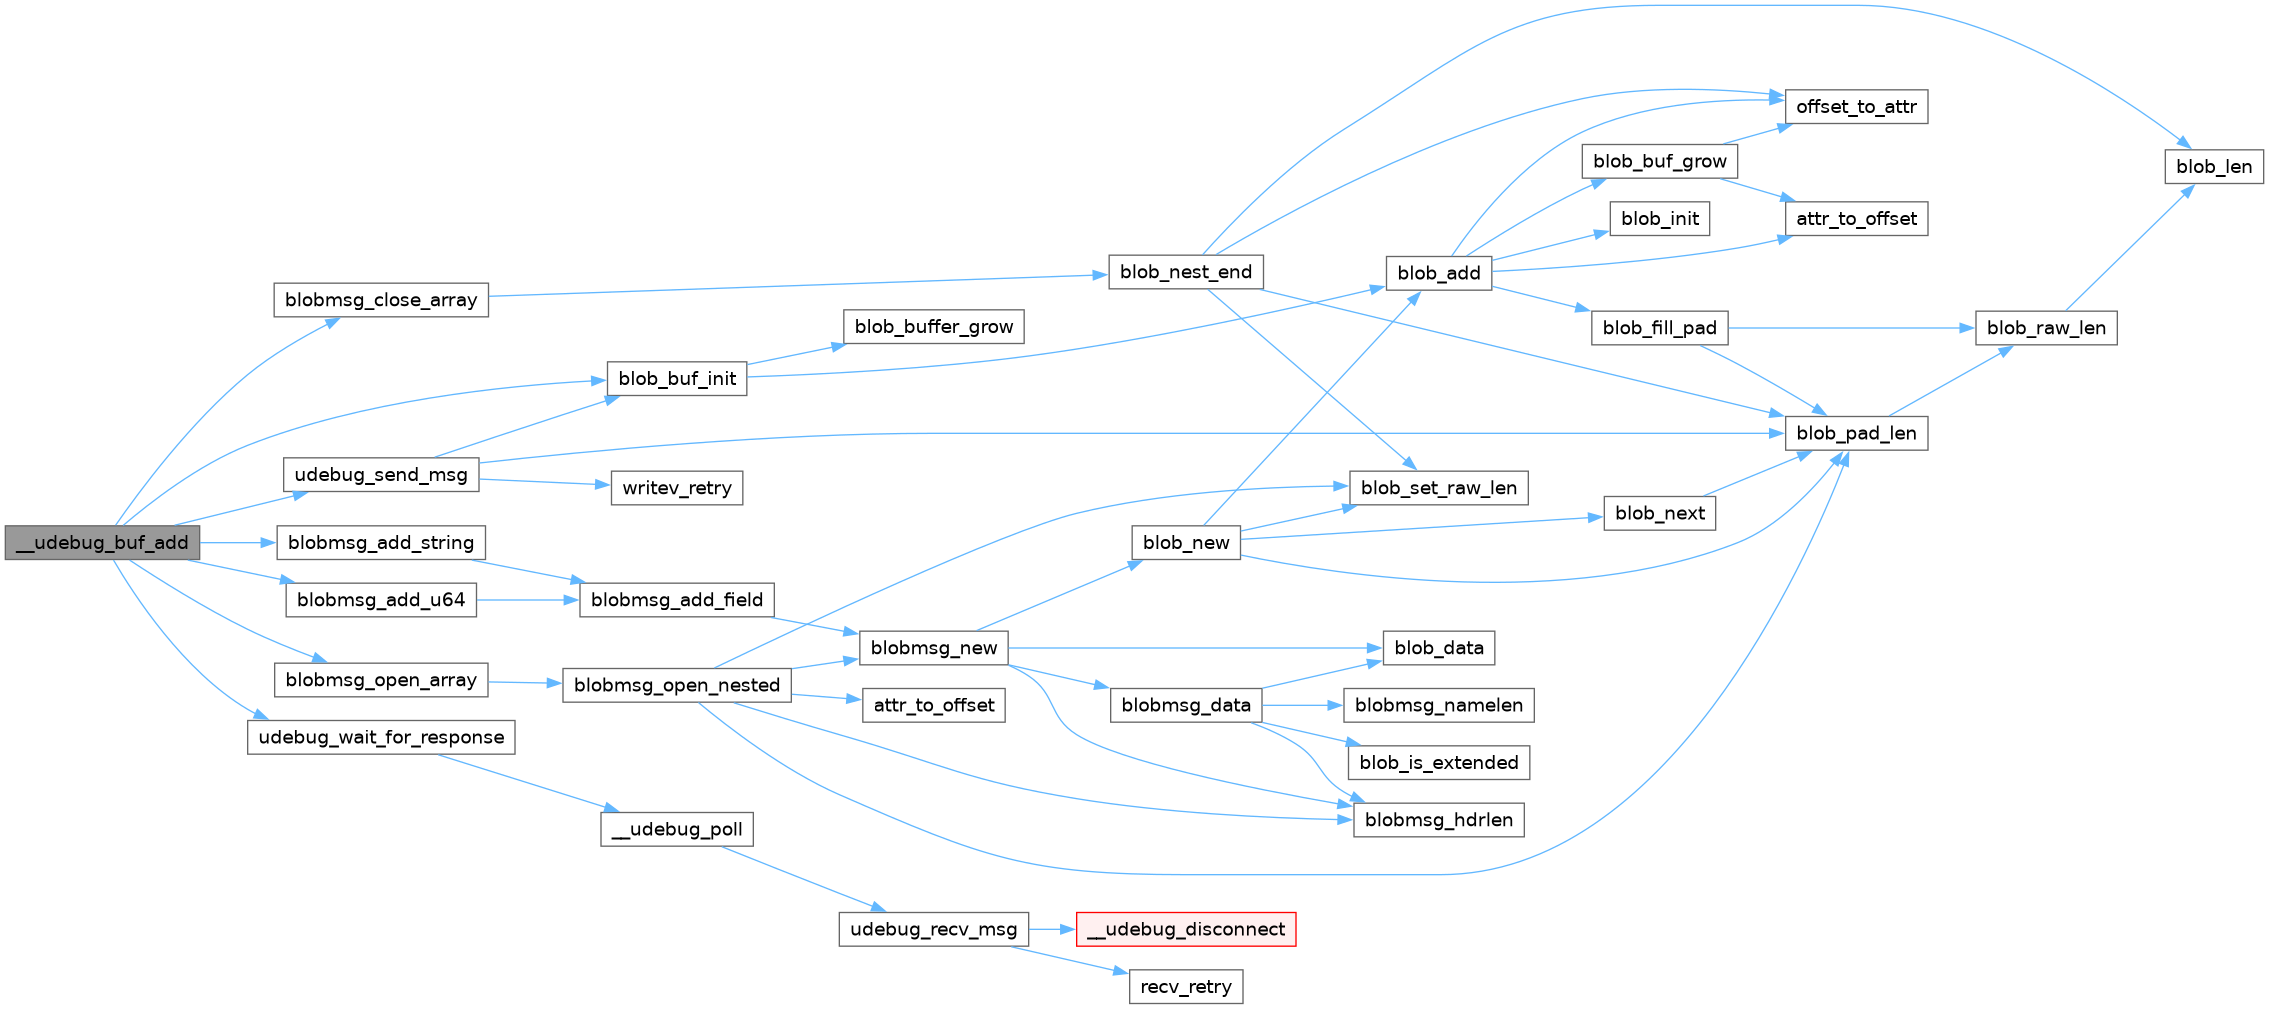 __udebug_buf_add
blobmsg_close_array
blob_buf_init
udebug_send_msg
blobmsg_add_string
blobmsg_add_u64
blobmsg_open_array
udebug_wait_for_response
blob_buffer_grow
writev_retry
blobmsg_add_field
blobmsg_open_nested
__udebug_poll
blobmsg_new
attr_to_offset
udebug_recv_msg
blob_nest_end
blob_new
blobmsg_data
__udebug_disconnect
recv_retry
blob_add
blob_set_raw_len
blob_data
blobmsg_namelen
blob_is_extended
blobmsg_hdrlen
blob_buf_grow
blob_init
blob_fill_pad
blob_next
offset_to_attr
attr_to_offset
blob_pad_len
blob_raw_len
blob_len